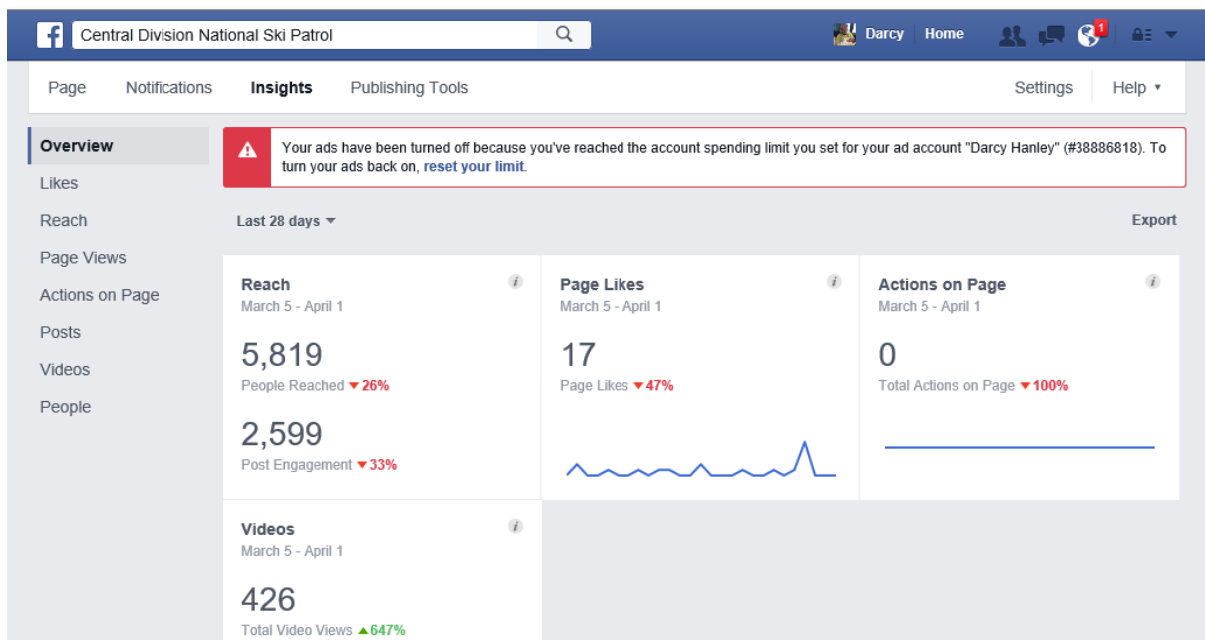 f Central Division National Ski Patrol Darcy Home 1
Page Notifications Insights Publishing Tools Settings Help
Overview
Likes
Reach
Page Views
Actions on Page
Posts
Videos
People
Your ads have been turned off because you've reached the account spending limit you set for your ad account "Darcy Hanley" (#38886818). To
turn your ads back on, reset your limit.
Last 28 days Export
Reach i
March 5 - April 1
5,819
People Reached ▼26%
2,599
Post Engagement ▼33%
Page Likes i
March 5 - April 1
17
Page Likes ▼47%
Actions on Page i
March 5 - April 1
0
Total Actions on Page ▼100%
Videos i
March 5 - April 1
426
Total Video Views ▲647%